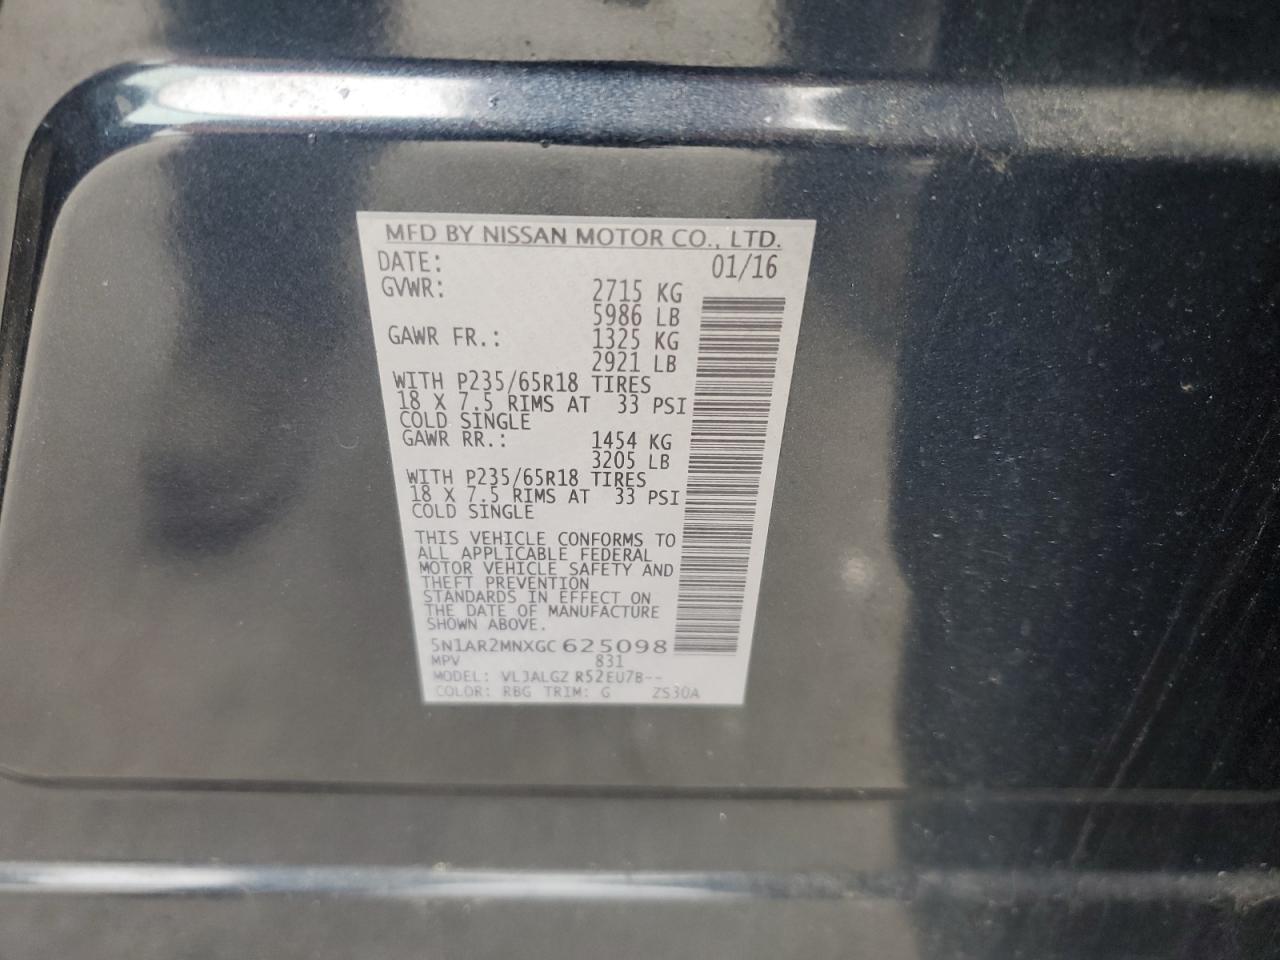 MFD BY NISSAN MOTOR CO., LTD.
DATE: 01/16
GVWR: 2715 KG
5986 LB
GAWR FR.: 1325 KG
2921 LB
WITH P235/65R18 TIRES
18 X 7.5 RIMS AT 33 PSI
COLD SINGLE
GAWR RR.: 1454 KG
3205 LB
WITH P235/65R18 TIRES
18 X 7.5 RIMS AT 33 PSI
COLD SINGLE
THIS VEHICLE CONFORMS TO
ALL APPLICABLE FEDERAL
MOTOR VEHICLE SAFETY AND
THEFT PREVENTION
STANDARDS IN EFFECT ON
THE DATE OF MANUFACTURE
SHOWN ABOVE.
5N1AR2MNXGC 625098
MPV 831
MODEL: VLJALGZ R52EU7B--
COLOR: RBG TRIM: G ZS30A